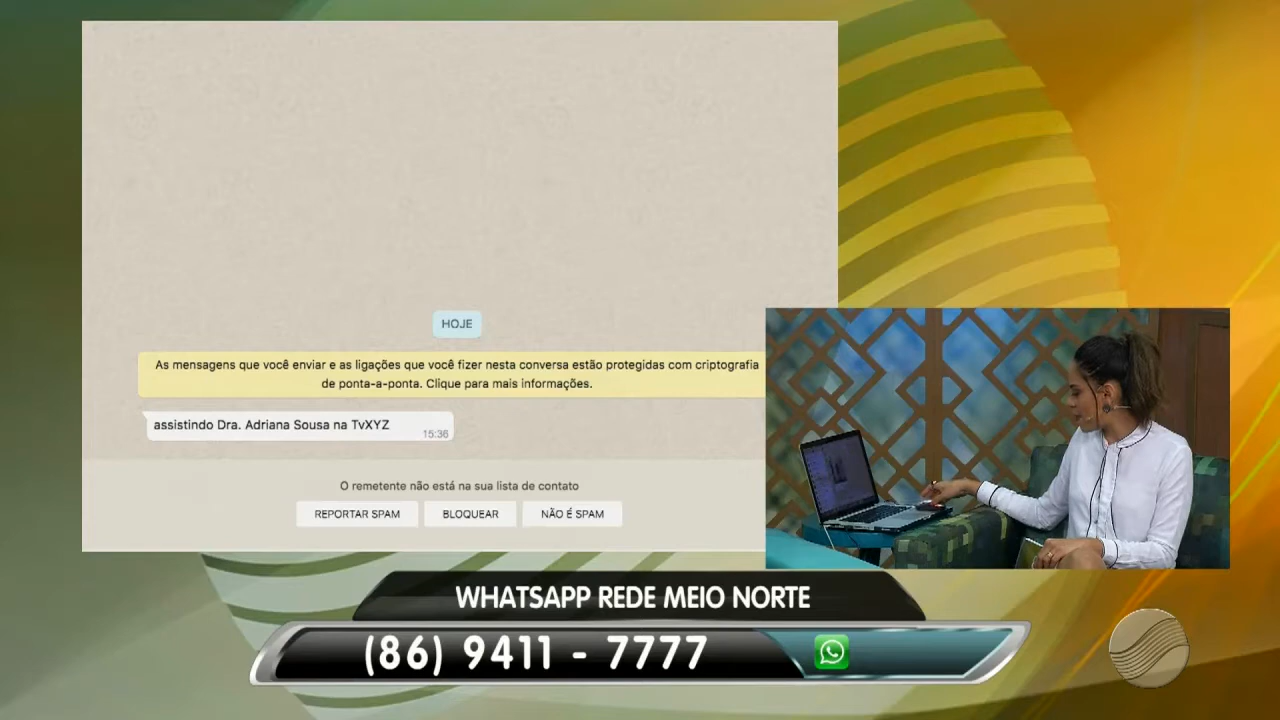 HOJE
As mensagens que você enviar e as ligações que você fizer nesta conversa estão protegidas com criptografia
de ponta-a-ponta. Clique para mais informações.
assistindo Dra. Adriana Sousa na TvXYZ
15:36
O remetente não está na sua lista de contato
REPORTAR SPAM BLOQUEAR NÃO É SPAM
WHATSAPP REDE MEIO NORTE
(86) 9411 - 7777